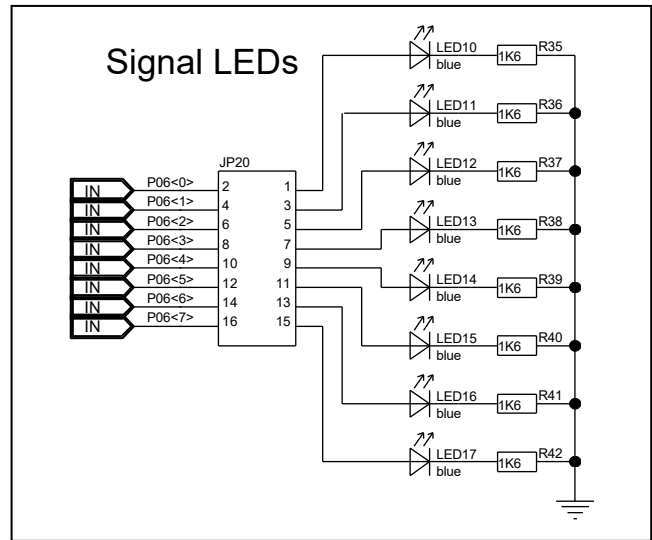 Signal LEDs
LED10
blue
1K6
R35
LED11
blue
1K6
R36
LED12
blue
1K6
R37
LED13
blue
1K6
R38
LED14
blue
1K6
R39
LED15
blue
1K6
R40
LED16
blue
1K6
R41
LED17
blue
1K6
R42
JP20
IN P06<0> 2 1
IN P06<1> 4 3
IN P06<2> 6 5
IN P06<3> 8 7
IN P06<4> 10 9
IN P06<5> 12 11
IN P06<6> 14 13
IN P06<7> 16 15